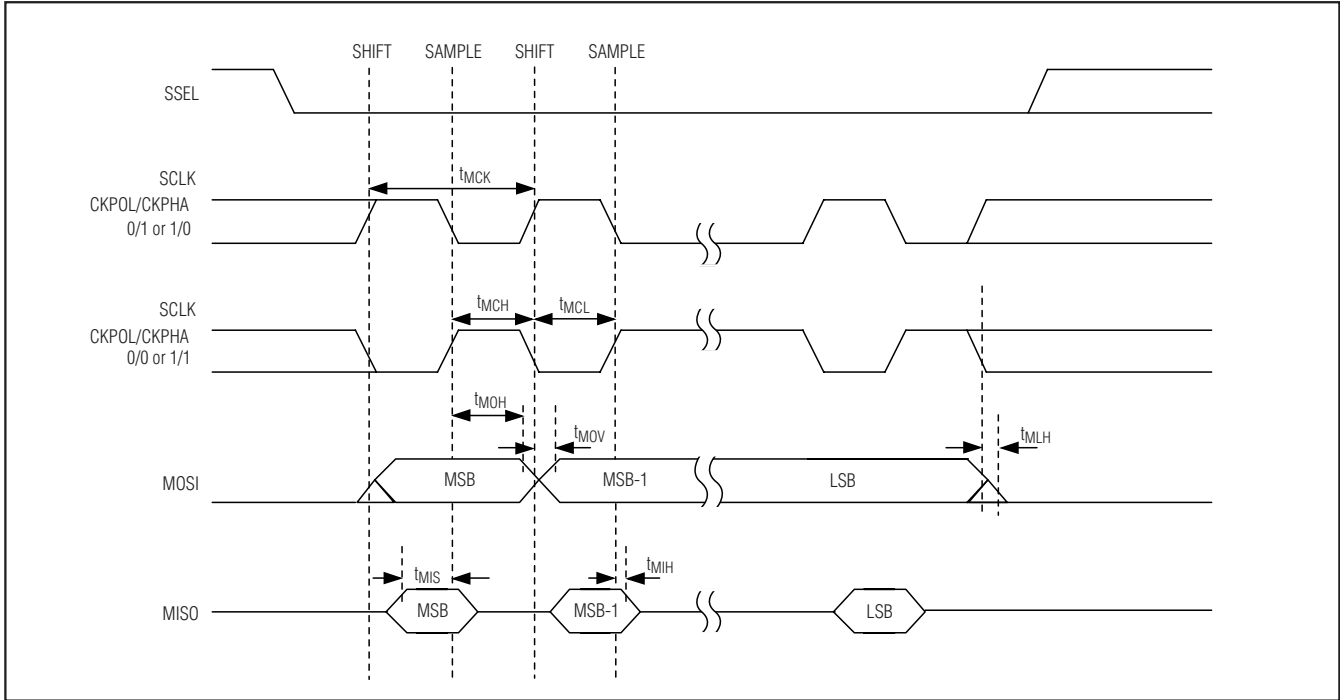 SHIFT SAMPLE SHIFT SAMPLE
SSEL
tMCK
SCLK
CKPOL/CKPHA
0/1 or 1/0
tMCH tMCL
SCLK
CKPOL/CKPHA
0/0 or 1/1
tMOH
tMOV
tMLH
MOSI MSB MSB-1 LSB
tMIS tMIH
MISO MSB MSB-1 LSB